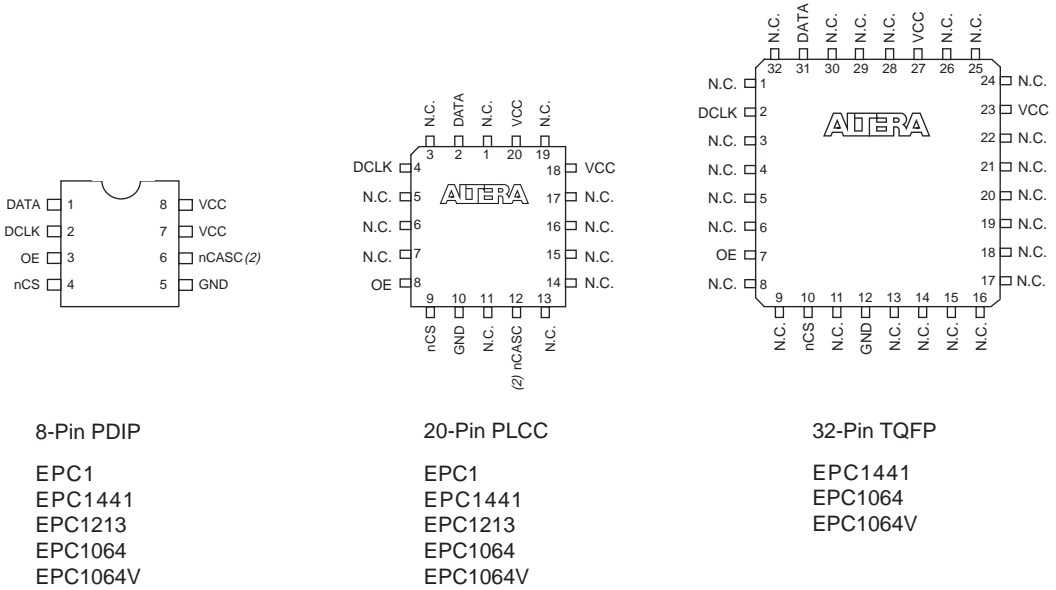 DATA 1 8 VCC
DCLK 2 7 VCC
OE 3 6 nCASC (2)
nCS 4 5 GND
8-Pin PDIP
EPC1
EPC1441
EPC1213
EPC1064
EPC1064V
N.C. DATA N.C. VCC N.C.
3 2 1 20 19
DCLK 4 18 VCC
N.C. 5 ALTERA 17 N.C.
N.C. 6 16 N.C.
N.C. 7 15 N.C.
OE 8 14 N.C.
9 10 11 12 13
nCS GND N.C. (2) nCASC N.C.
20-Pin PLCC
EPC1
EPC1441
EPC1213
EPC1064
EPC1064V
N.C. DATA N.C. N.C. N.C. VCC N.C. N.C.
32 31 30 29 28 27 26 25
N.C. 1 24 N.C.
DCLK 2 ALTERA 23 VCC
N.C. 3 22 N.C.
N.C. 4 21 N.C.
N.C. 5 20 N.C.
N.C. 6 19 N.C.
OE 7 18 N.C.
N.C. 8 17 N.C.
9 10 11 12 13 14 15 16
N.C. nCS N.C. GND N.C. N.C. N.C. N.C.
32-Pin TQFP
EPC1441
EPC1064
EPC1064V